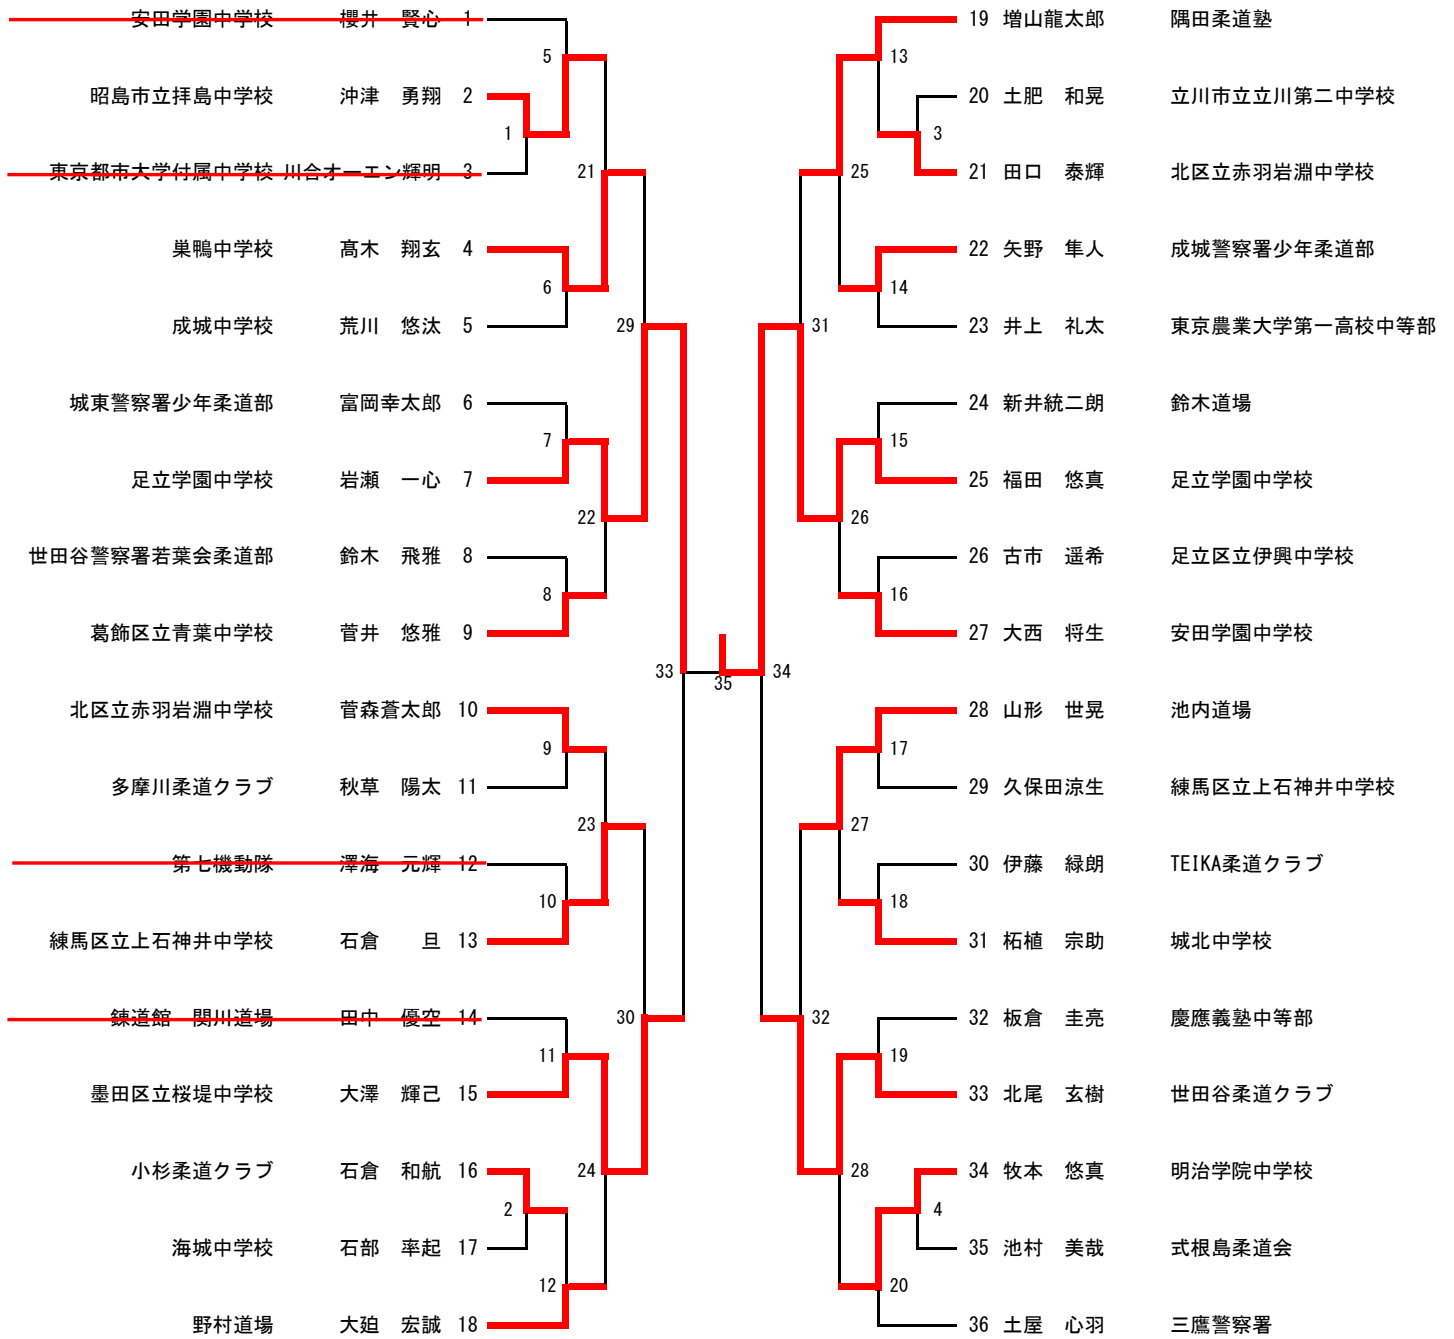 安田学園中学校 櫻井　賢心 1
5
昭島市立拝島中学校 沖津　勇翔 2
1
東京都市大学付属中学校 川合オーエン輝明 3
21
巣鴨中学校 髙木　翔玄 4
6
成城中学校 荒川　悠汰 5
29
城東警察署少年柔道部 富岡幸太郎 6
7
足立学園中学校 岩瀬　一心 7
22
世田谷警察署若葉会柔道部 鈴木　飛雅 8
8
葛飾区立青葉中学校 菅井　悠雅 9
33
北区立赤羽岩淵中学校 菅森蒼太郎 10
9
多摩川柔道クラブ 秋草　陽太 11
23
第七機動隊 澤海　元輝 12
10
練馬区立上石神井中学校 石倉　　旦 13
錬道館　関川道場 田中　優空 14
30
11
墨田区立桜堤中学校 大澤　輝己 15
小杉柔道クラブ 石倉　和航 16
24
2
海城中学校 石部　率起 17
12
野村道場 大廹　宏誠 18
35
19 増山龍太郎 隅田柔道塾
13
20 土肥　和晃 立川市立立川第二中学校
3
21 田口　泰輝 北区立赤羽岩淵中学校
25
22 矢野　隼人 成城警察署少年柔道部
14
23 井上　礼太 東京農業大学第一高校中等部
31
24 新井統二朗 鈴木道場
15
25 福田　悠真 足立学園中学校
26
26 古市　遥希 足立区立伊興中学校
16
27 大西　将生 安田学園中学校
34
28 山形　世晃 池内道場
17
29 久保田涼生 練馬区立上石神井中学校
27
30 伊藤　緑朗 TEIKA柔道クラブ
18
31 柘植　宗助 城北中学校
32 板倉　圭亮 慶應義塾中等部
32
19
33 北尾　玄樹 世田谷柔道クラブ
34 牧本　悠真 明治学院中学校
28
4
35 池村　美哉 式根島柔道会
20
36 土屋　心羽 三鷹警察署